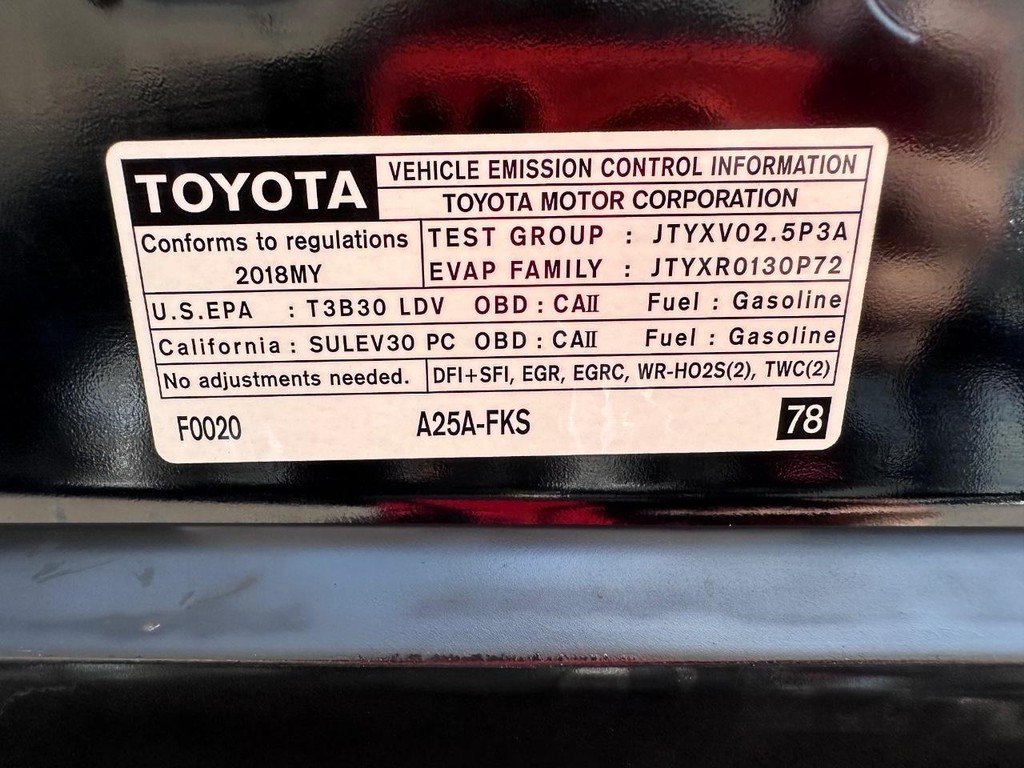 TOYOTA
VEHICLE EMISSION CONTROL INFORMATION
TOYOTA MOTOR CORPORATION
Conforms to regulations
2018MY
TEST GROUP : JTYXV02.5P3A
EVAP FAMILY : JTYXR0130P72
U.S.EPA : T3B30 LDV OBD : CAII Fuel : Gasoline
California : SULEV30 PC OBD : CAII Fuel : Gasoline
No adjustments needed. DFI+SFI, EGR, EGRC, WR-HO2S(2), TWC(2)
F0020 A25A-FKS 78